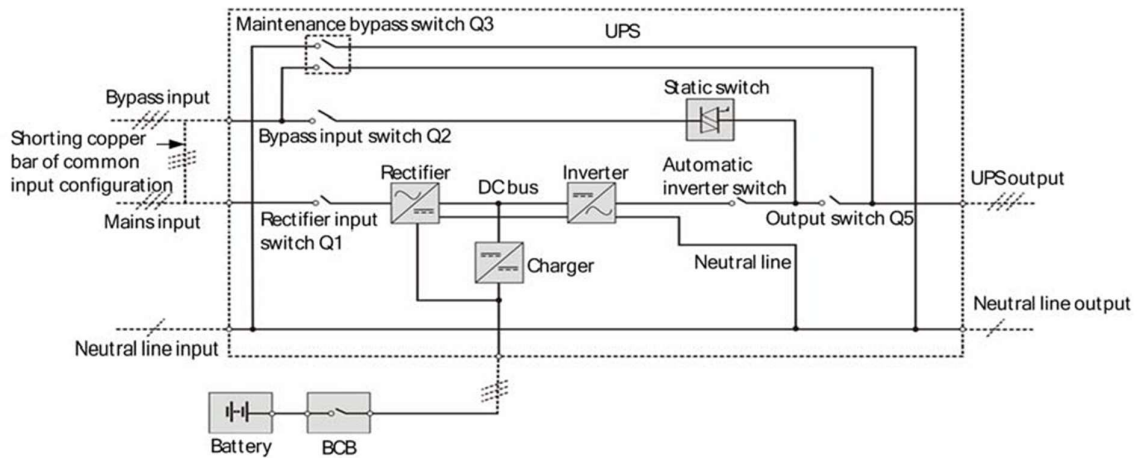 Maintenance bypass switch Q3
UPS
Bypass input
Static switch
Shorting copper
bar of common
input configuration
Bypass input switch Q2
Rectifier
DC bus
Inverter
Automatic
inverter switch
UPS output
Mains input
Rectifier input
switch Q1
Output switch Q5
Charger
Neutral line
Neutral line output
Neutral line input
Battery
BCB